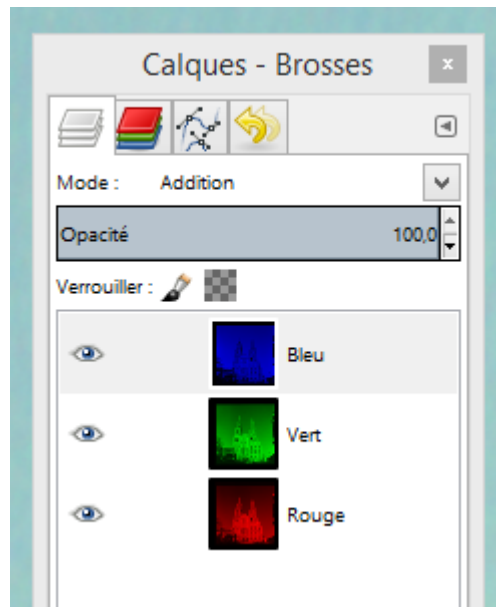 Calques - Brosses
Mode : Addition
Opacité 100,0
Verrouiller :
Bleu
Vert
Rouge